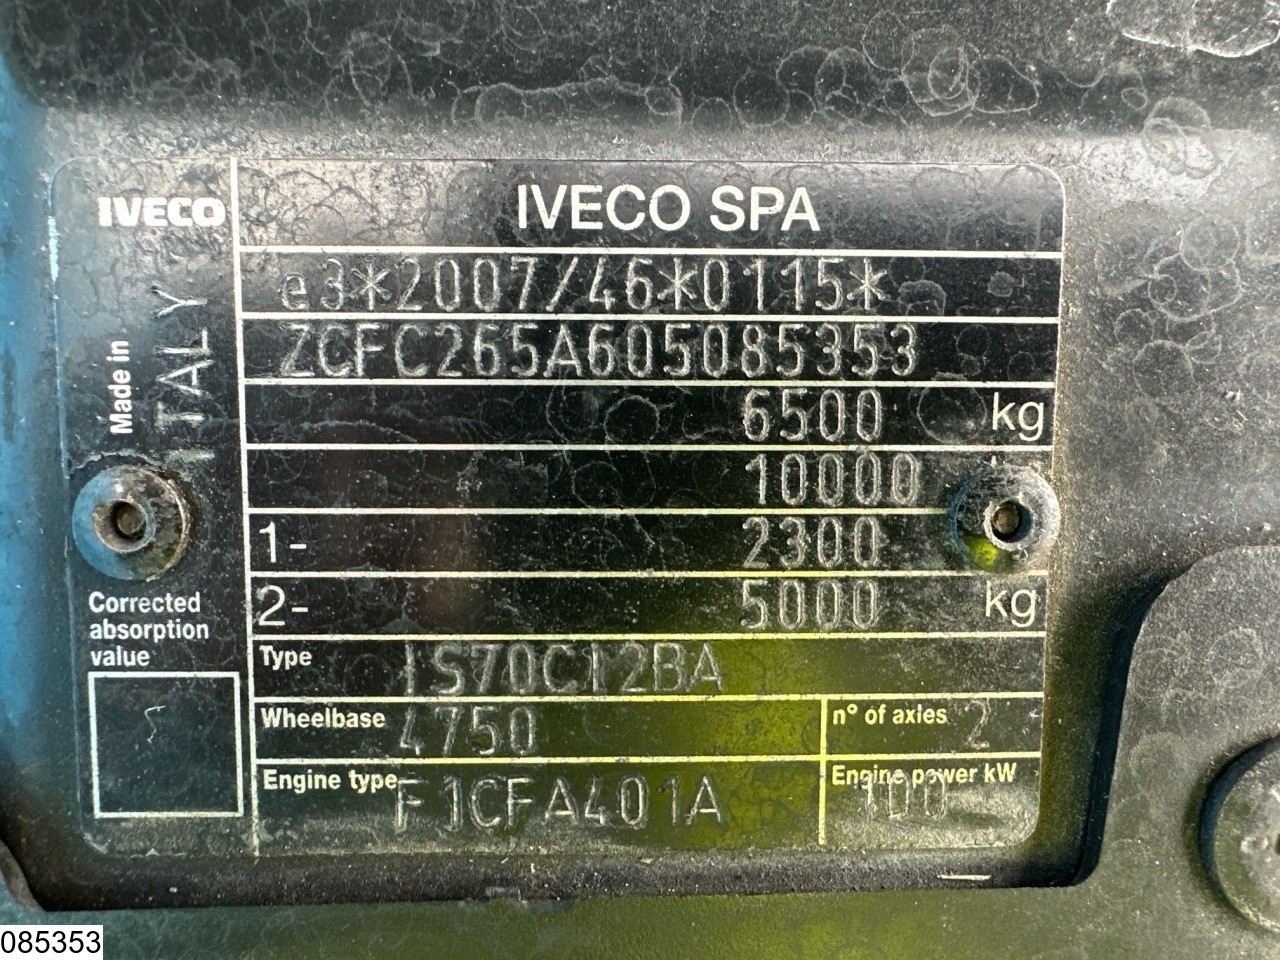 IVECO
IVECO SPA
e3*2007/46*0115*
ZCFC265A605085353
6500 kg
10000
1- 2300
2- 5000 kg
Made in ITALY
Corrected
absorption
value
Type IS70C12BA
Wheelbase 4750
n° of axles 2
Engine type F1CFA401A
Engine power kW 100
085353